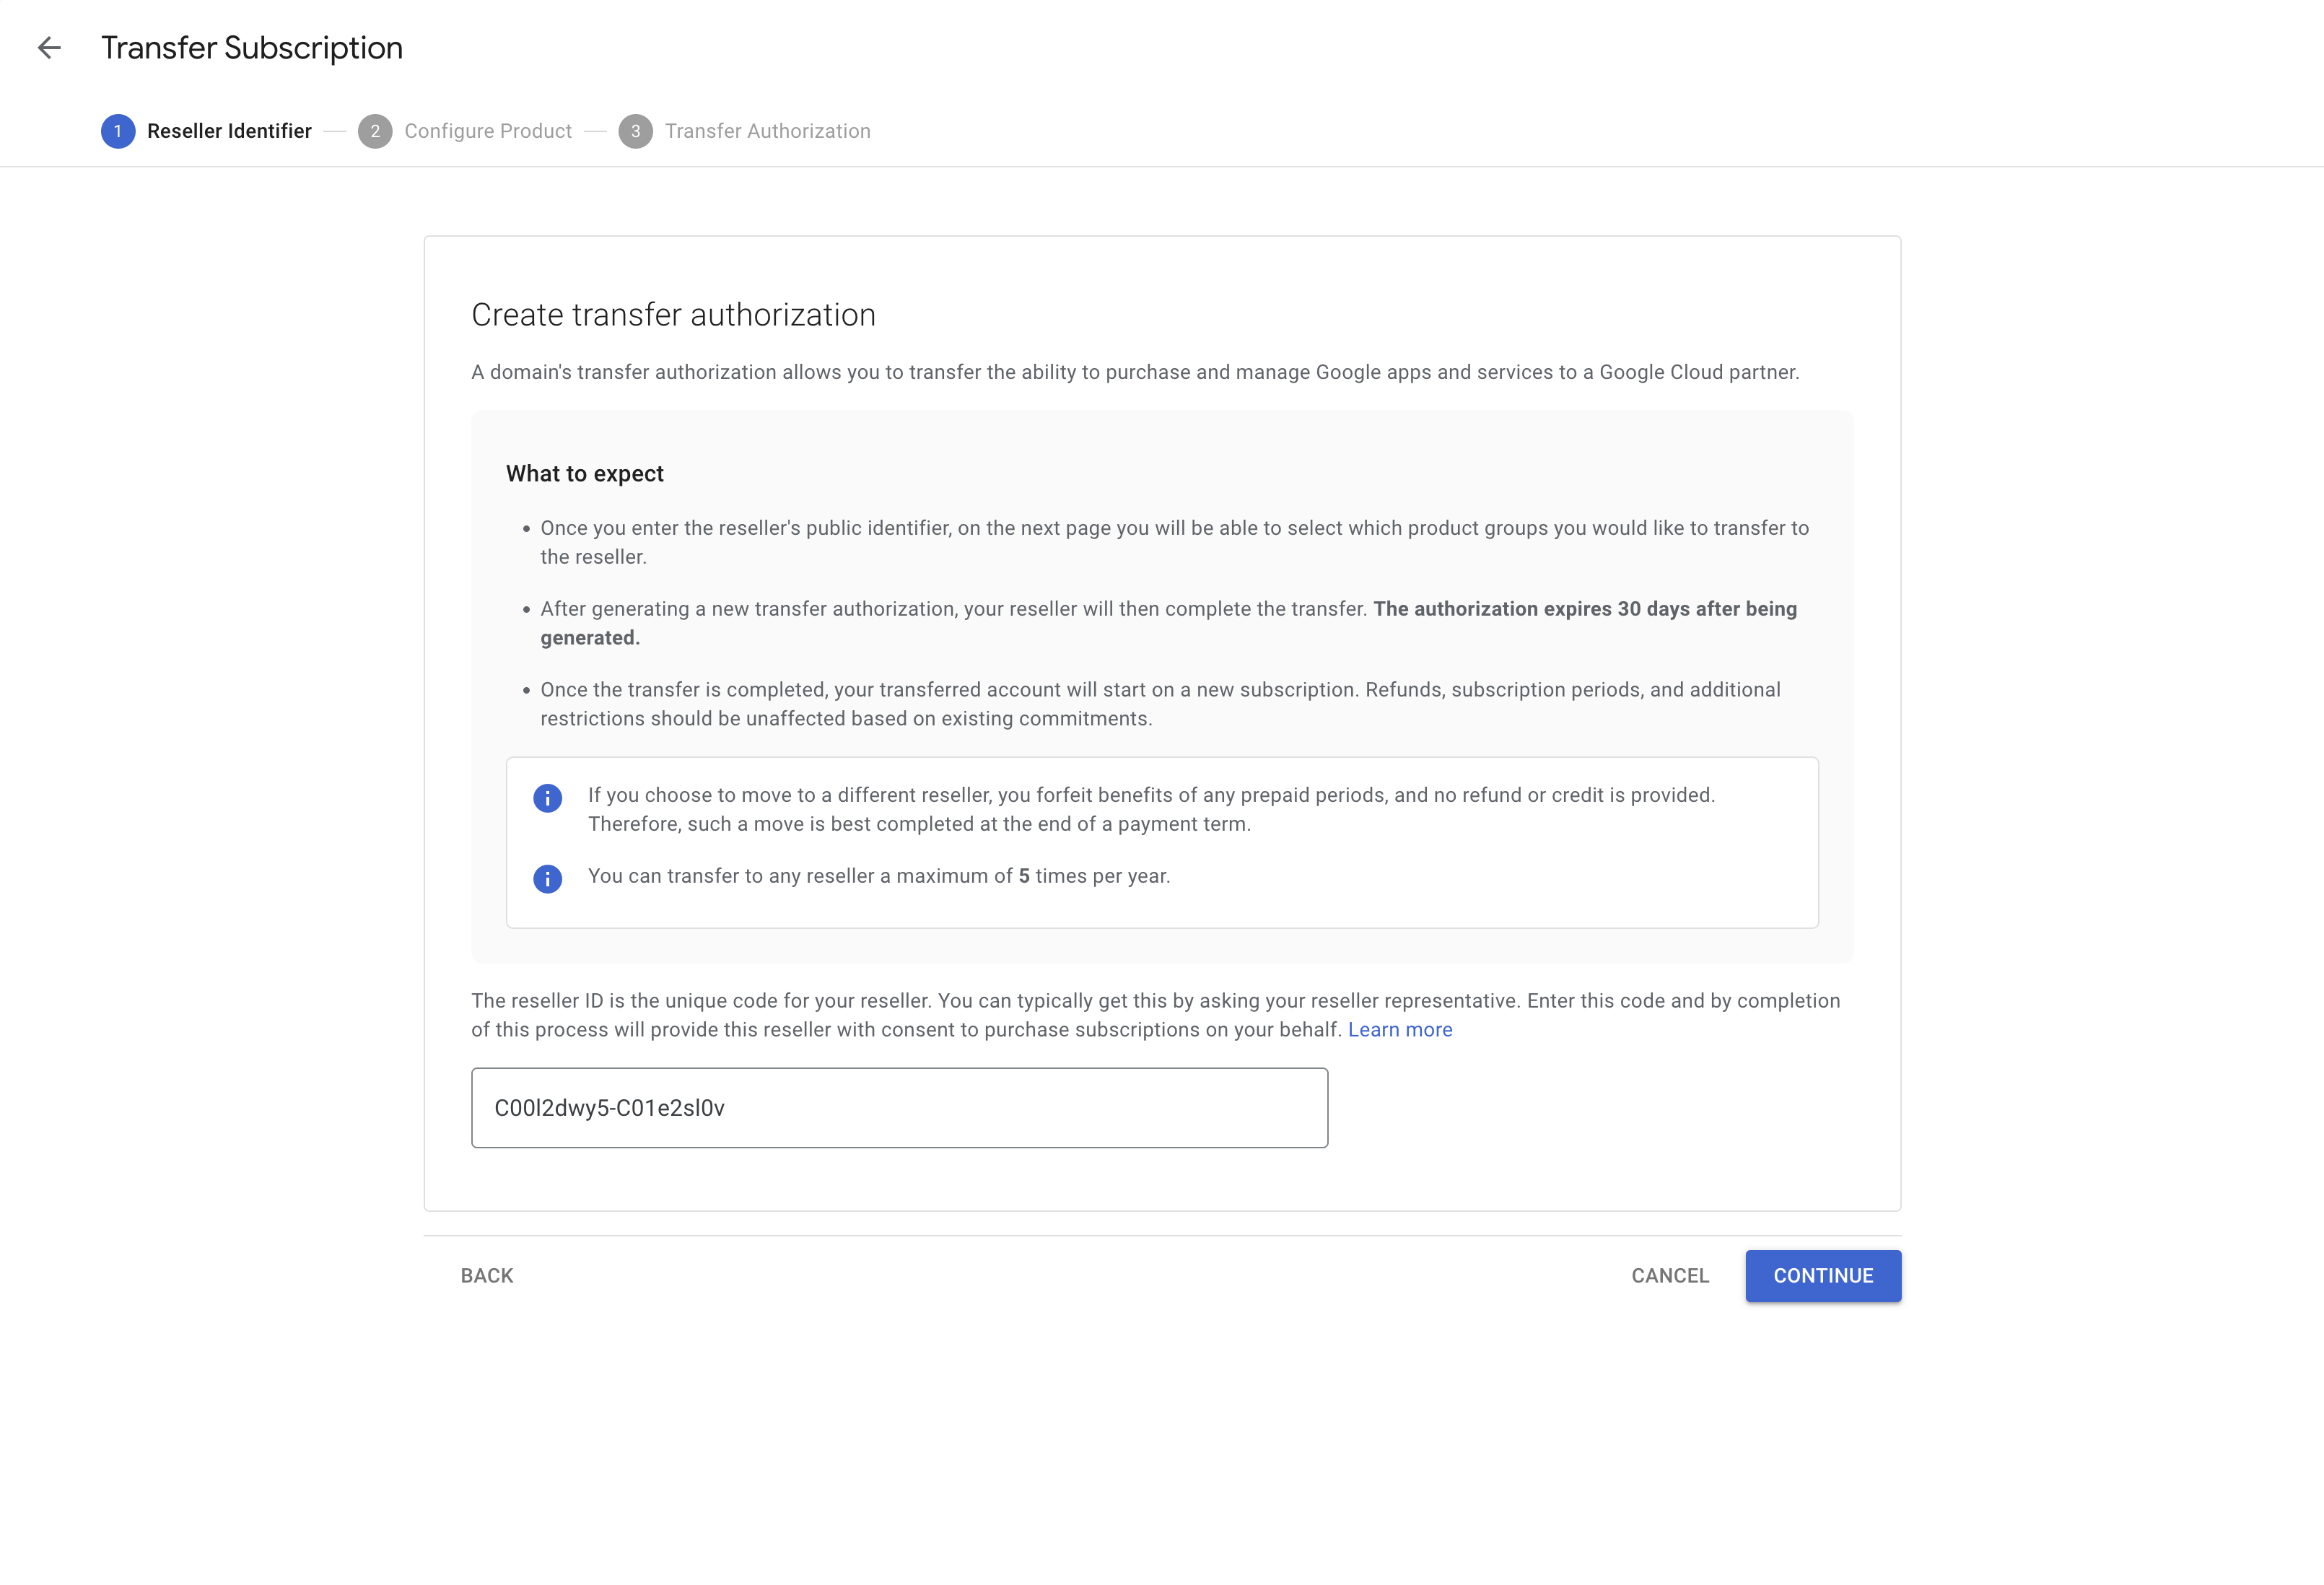 Transfer Subscription
1 Reseller Identifier 2 Configure Product 3 Transfer Authorization
Create transfer authorization
A domain's transfer authorization allows you to transfer the ability to purchase and manage Google apps and services to a Google Cloud partner.
What to expect
• Once you enter the reseller's public identifier, on the next page you will be able to select which product groups you would like to transfer to
the reseller.
• After generating a new transfer authorization, your reseller will then complete the transfer. The authorization expires 30 days after being
generated.
• Once the transfer is completed, your transferred account will start on a new subscription. Refunds, subscription periods, and additional
restrictions should be unaffected based on existing commitments.
If you choose to move to a different reseller, you forfeit benefits of any prepaid periods, and no refund or credit is provided.
Therefore, such a move is best completed at the end of a payment term.
You can transfer to any reseller a maximum of 5 times per year.
The reseller ID is the unique code for your reseller. You can typically get this by asking your reseller representative. Enter this code and by completion
of this process will provide this reseller with consent to purchase subscriptions on your behalf. Learn more
C00l2dwy5-C01e2sl0v
BACK CANCEL CONTINUE